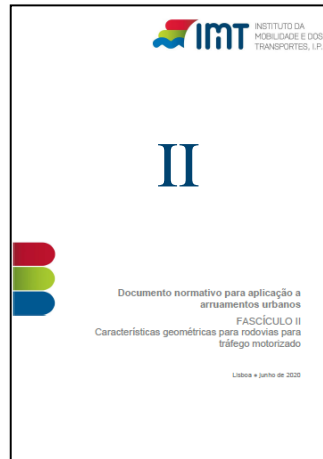 IMT
INSTITUTO DA
MOBILIDADE E DOS
TRANSPORTES, I.P.
II
Documento normativo para aplicação a
arruamentos urbanos
FASCÍCULO II
Características geométricas para rodovias para
tráfego motorizado
Lisboa • junho de 2020